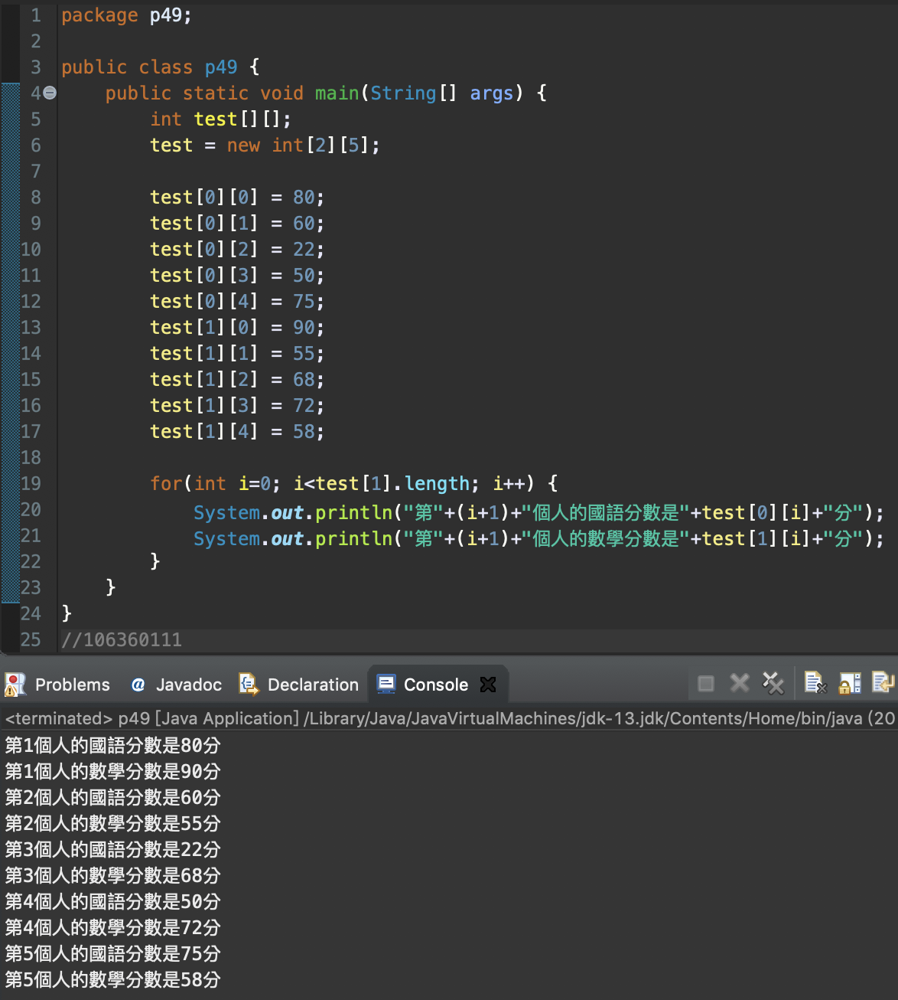 1 package p49;
2
3 public class p49 {
4 public static void main(String[] args) {
5 int test[][];
6 test = new int[2][5];
7
8 test[0][0] = 80;
9 test[0][1] = 60;
10 test[0][2] = 22;
11 test[0][3] = 50;
12 test[0][4] = 75;
13 test[1][0] = 90;
14 test[1][1] = 55;
15 test[1][2] = 68;
16 test[1][3] = 72;
17 test[1][4] = 58;
18
19 for(int i=0; i<test[1].length; i++) {
20 System.out.println("第"+(i+1)+"個人的國語分數是"+test[0][i]+"分");
21 System.out.println("第"+(i+1)+"個人的數學分數是"+test[1][i]+"分");
22 }
23 }
24 }
25 //106360111
Problems @ Javadoc Declaration Console
<terminated> p49 [Java Application] /Library/Java/JavaVirtualMachines/jdk-13.jdk/Contents/Home/bin/java (20
第1個人的國語分數是80分
第1個人的數學分數是90分
第2個人的國語分數是60分
第2個人的數學分數是55分
第3個人的國語分數是22分
第3個人的數學分數是68分
第4個人的國語分數是50分
第4個人的數學分數是72分
第5個人的國語分數是75分
第5個人的數學分數是58分